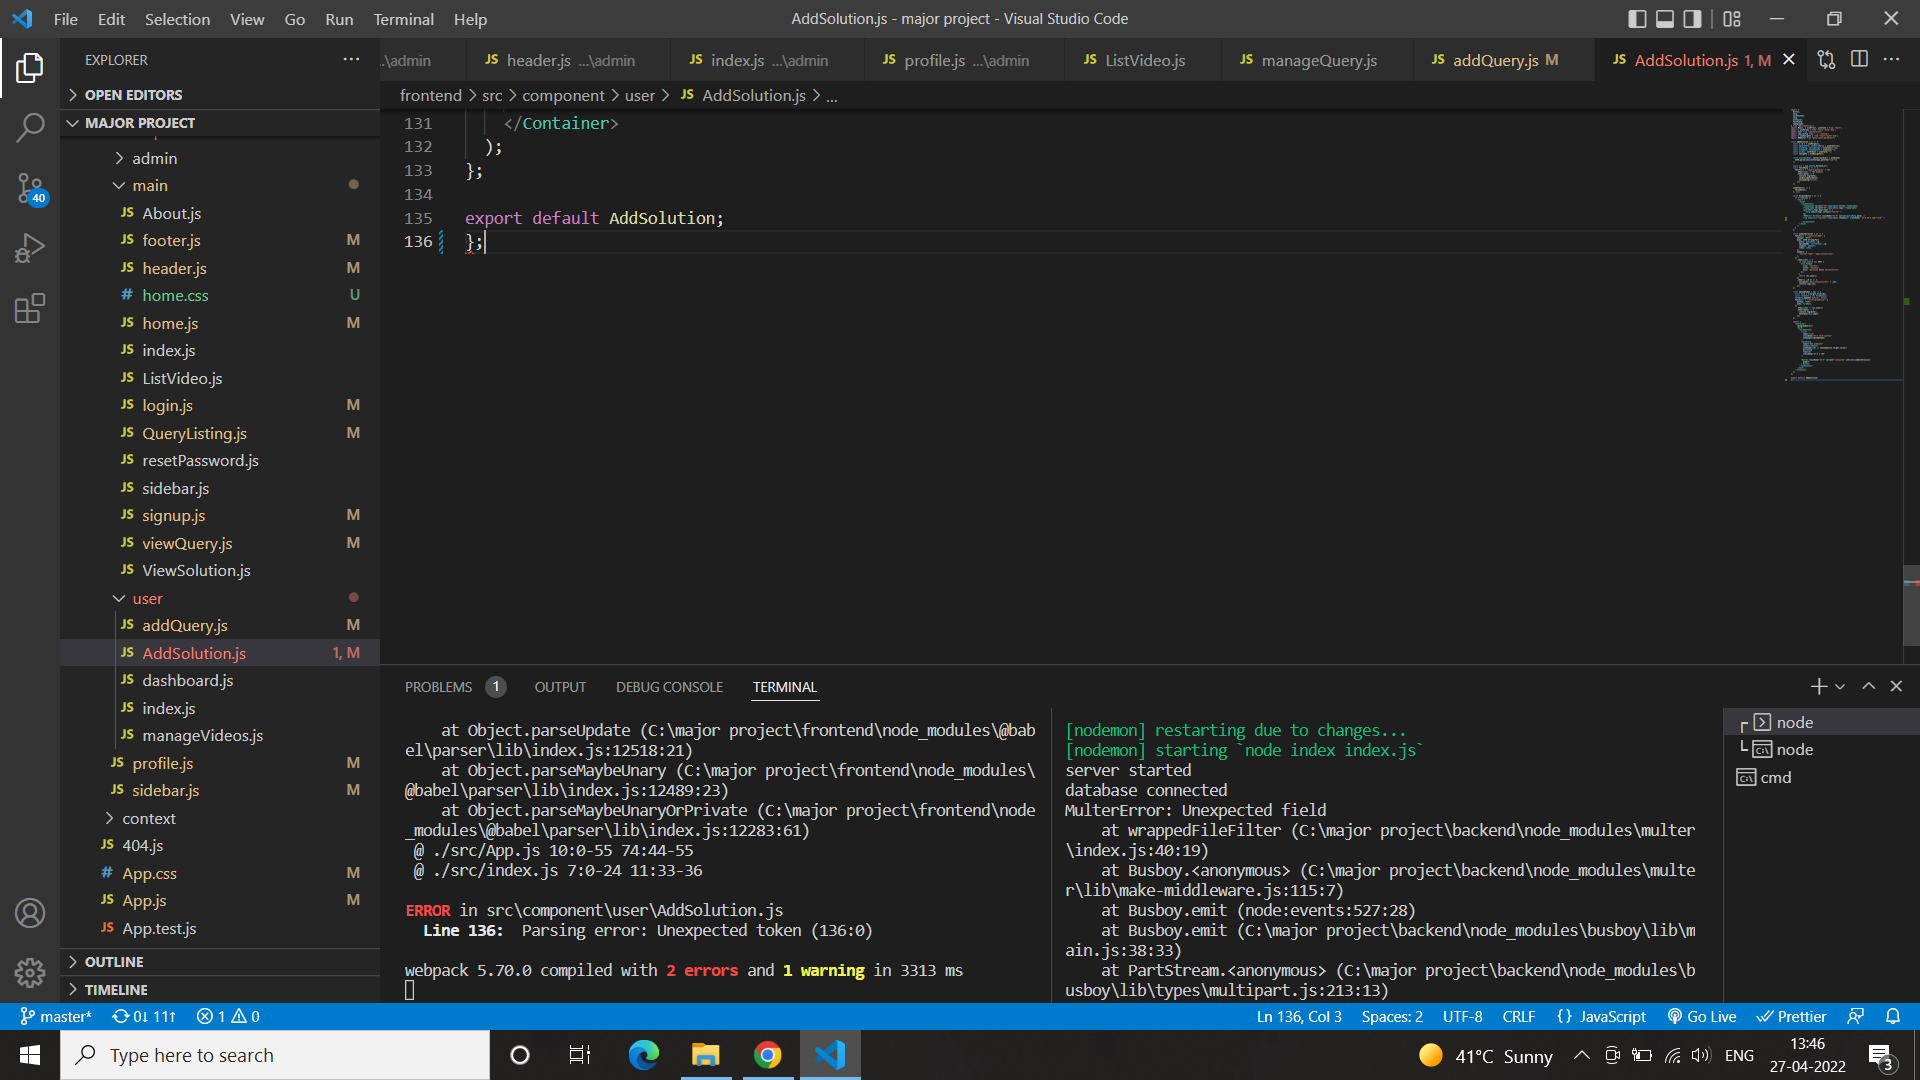 File Edit Selection View Go Run Terminal Help
AddSolution.js - major project - Visual Studio Code
EXPLORER
...\admin
JS header.js ...\admin
JS index.js ...\admin
JS profile.js ...\admin
JS ListVideo.js
JS manageQuery.js
JS addQuery.js M
JS AddSolution.js 1, M
OPEN EDITORS
MAJOR PROJECT
frontend > src > component > user > JS AddSolution.js > ...
admin
main
JS About.js
JS footer.js M
JS header.js M
# home.css U
JS home.js M
JS index.js
JS ListVideo.js
JS login.js M
JS QueryListing.js M
JS resetPassword.js
JS sidebar.js
JS signup.js M
JS viewQuery.js M
JS ViewSolution.js
user
JS addQuery.js M
JS AddSolution.js 1, M
JS dashboard.js
JS index.js
JS manageVideos.js
JS profile.js M
JS sidebar.js M
context
JS 404.js
# App.css M
JS App.js M
JS App.test.js
OUTLINE
TIMELINE
40
131 </Container>
132 );
133 };
134
135 export default AddSolution;
136 };
PROBLEMS 1 OUTPUT DEBUG CONSOLE TERMINAL
at Object.parseUpdate (C:\major project\frontend\node_modules\@bab
el\parser\lib\index.js:12518:21)
at Object.parseMaybeUnary (C:\major project\frontend\node_modules\
@babel\parser\lib\index.js:12489:23)
at Object.parseMaybeUnaryOrPrivate (C:\major project\frontend\node
_modules\@babel\parser\lib\index.js:12283:61)
@ ./src/App.js 10:0-55 74:44-55
@ ./src/index.js 7:0-24 11:33-36
ERROR in src\component\user\AddSolution.js
Line 136: Parsing error: Unexpected token (136:0)
webpack 5.70.0 compiled with 2 errors and 1 warning in 3313 ms
[nodemon] restarting due to changes...
[nodemon] starting `node index index.js`
server started
database connected
MulterError: Unexpected field
at wrappedFileFilter (C:\major project\backend\node_modules\multer
\index.js:40:19)
at Busboy.<anonymous> (C:\major project\backend\node_modules\multe
r\lib\make-middleware.js:115:7)
at Busboy.emit (node:events:527:28)
at Busboy.emit (C:\major project\backend\node_modules\busboy\lib\m
ain.js:38:33)
at PartStream.<anonymous> (C:\major project\backend\node_modules\b
usboy\lib\types\multipart.js:213:13)
node
node
cmd
master* 0↓ 11↑ 1 0
Ln 136, Col 3 Spaces: 2 UTF-8 CRLF {} JavaScript Go Live Prettier
Type here to search
41°C Sunny
ENG
13:46
27-04-2022
3